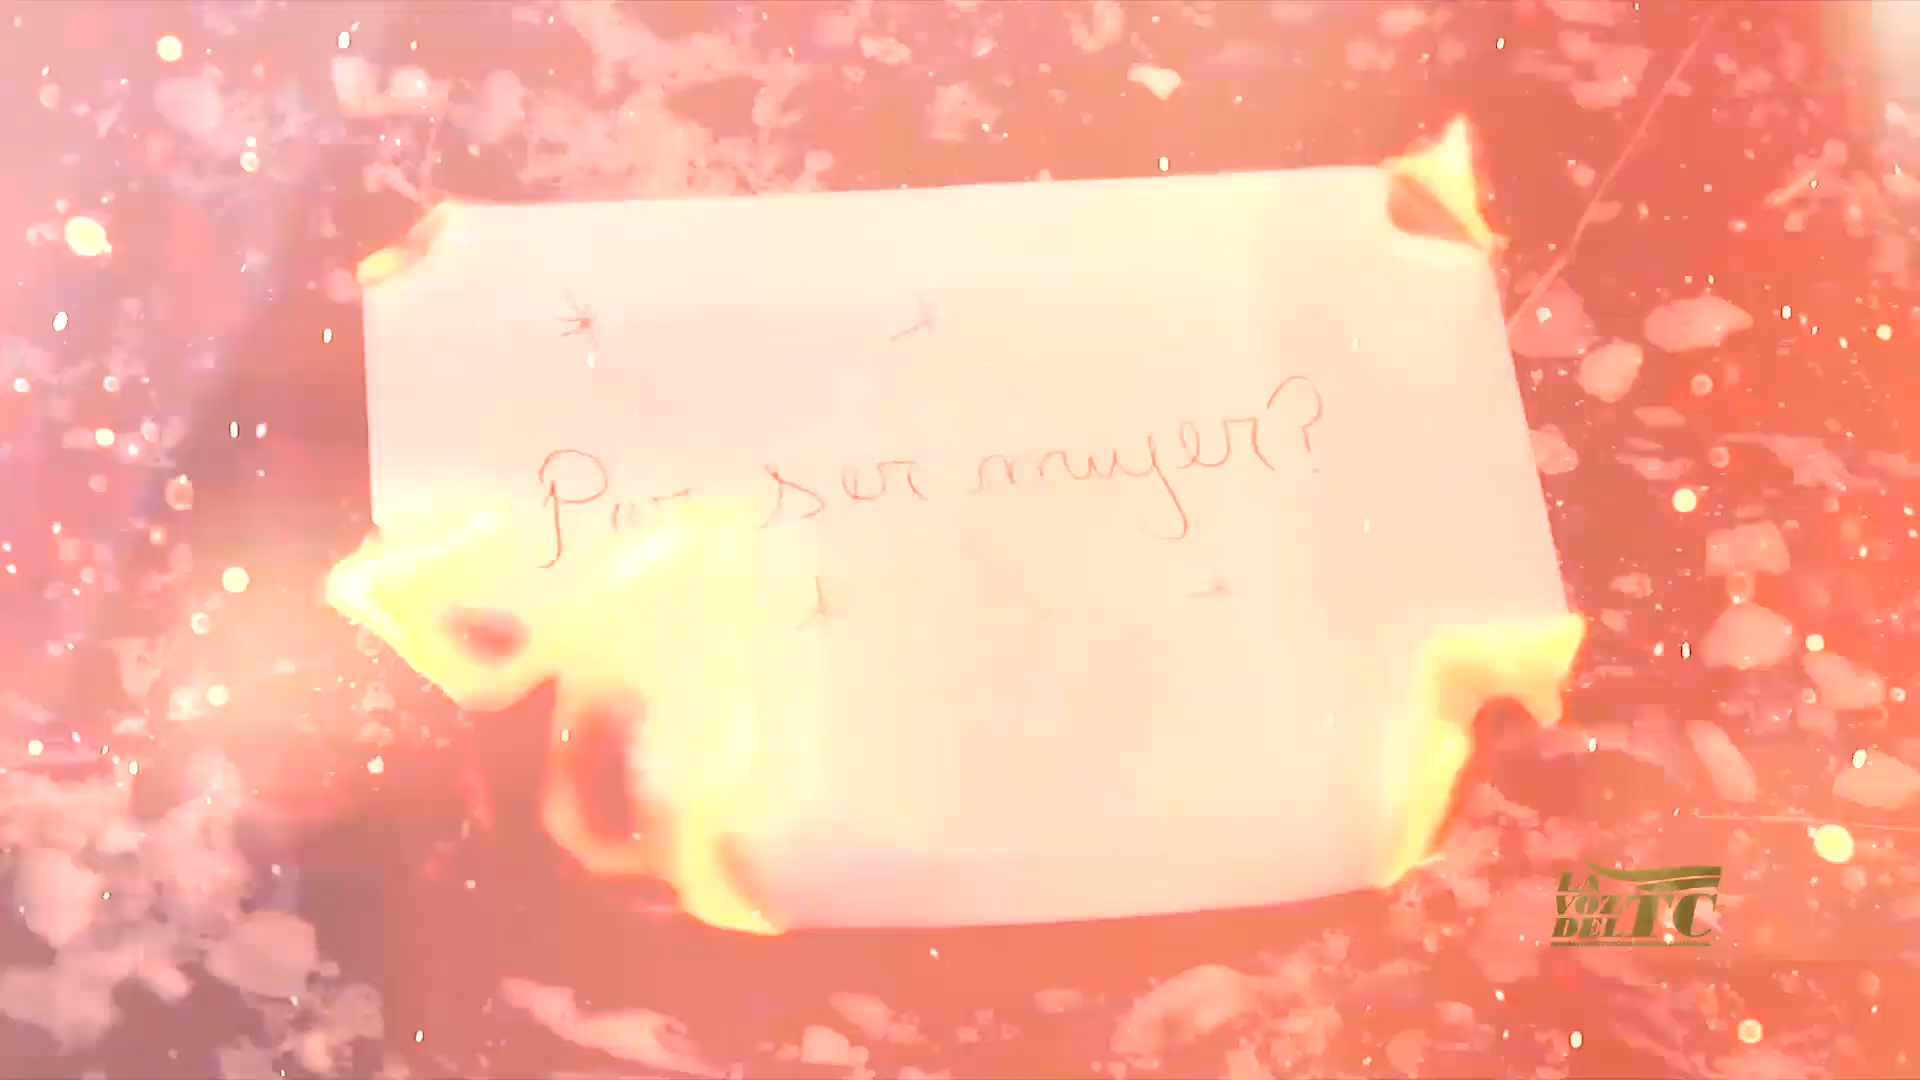 Por ser mujer?
LA
VOZ
DEL TC